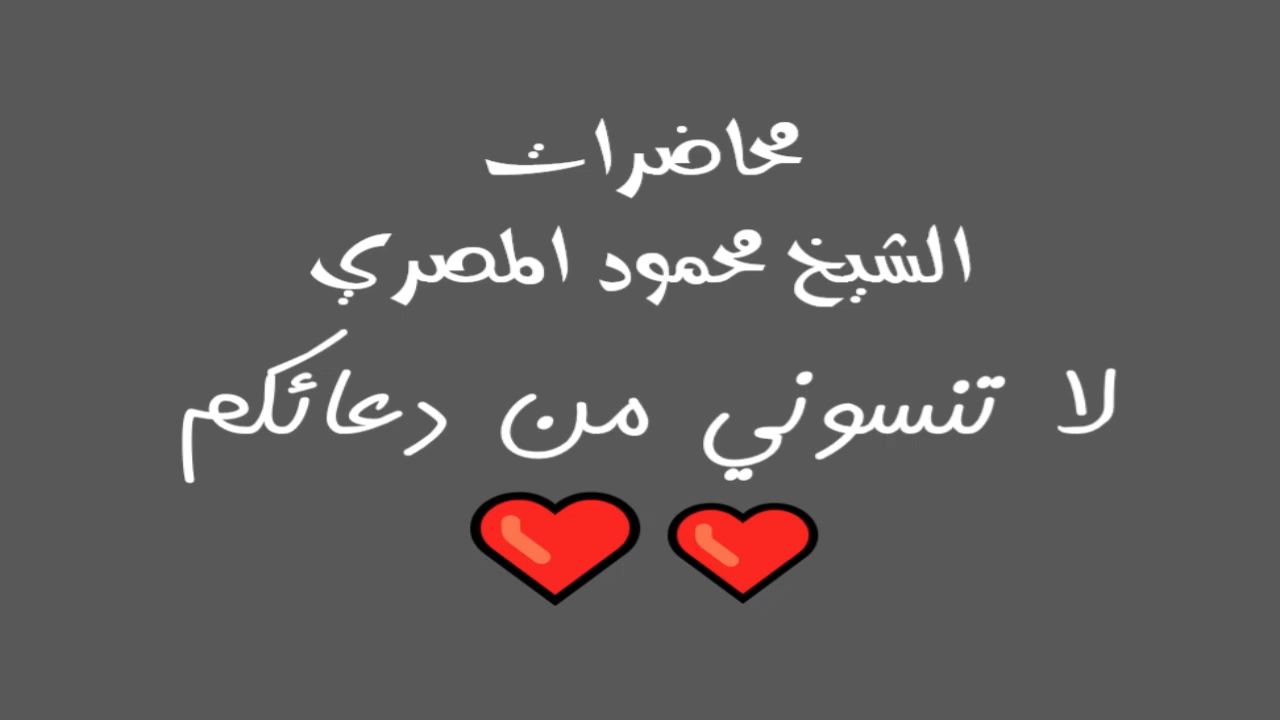 محاضرات
الشيخ محمود المصري
لا تنسوني من دعائكم